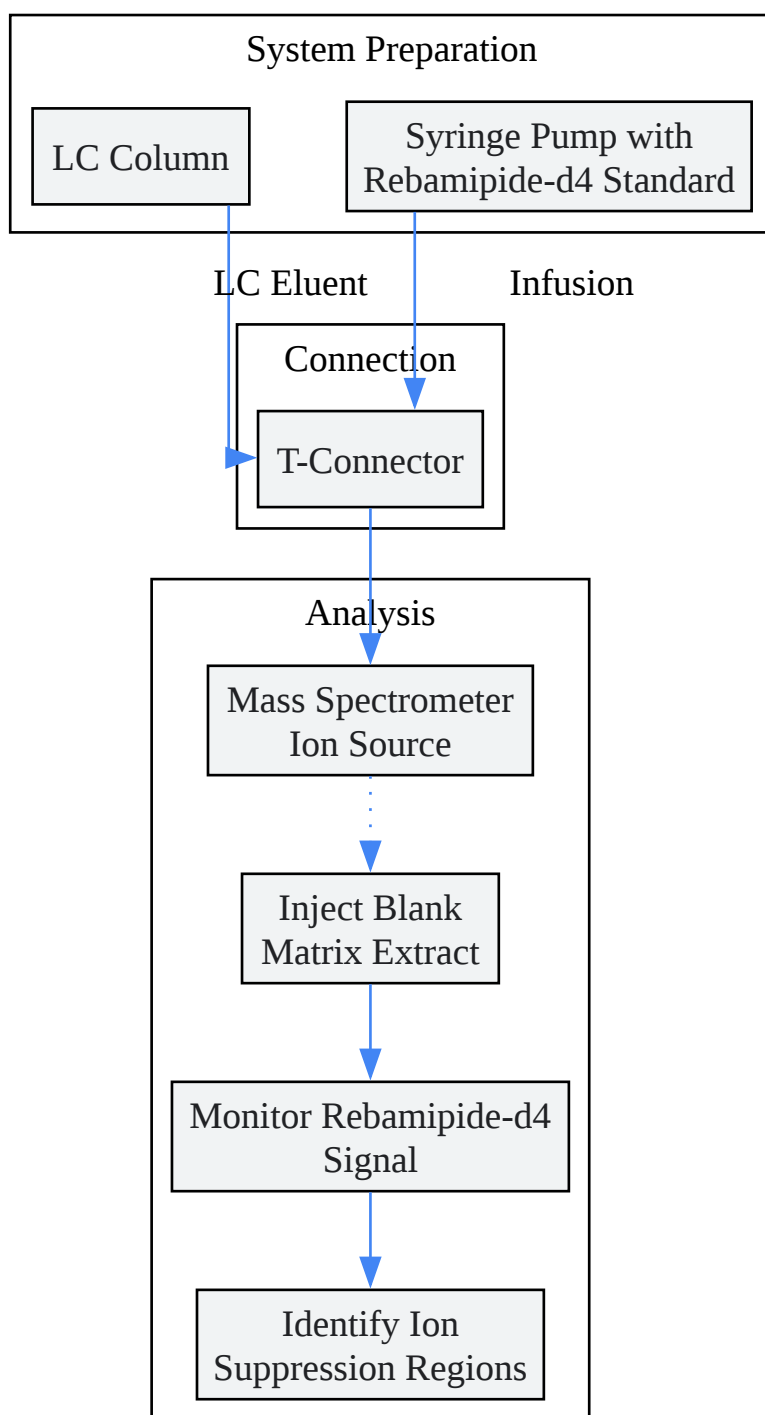 System Preparation
LC Column
Syringe Pump with
Rebamipide-d4 Standard
LC Eluent
Infusion
Connection
T-Connector
Analysis
Mass Spectrometer
Ion Source
Inject Blank
Matrix Extract
Monitor Rebamipide-d4
Signal
Identify Ion
Suppression Regions